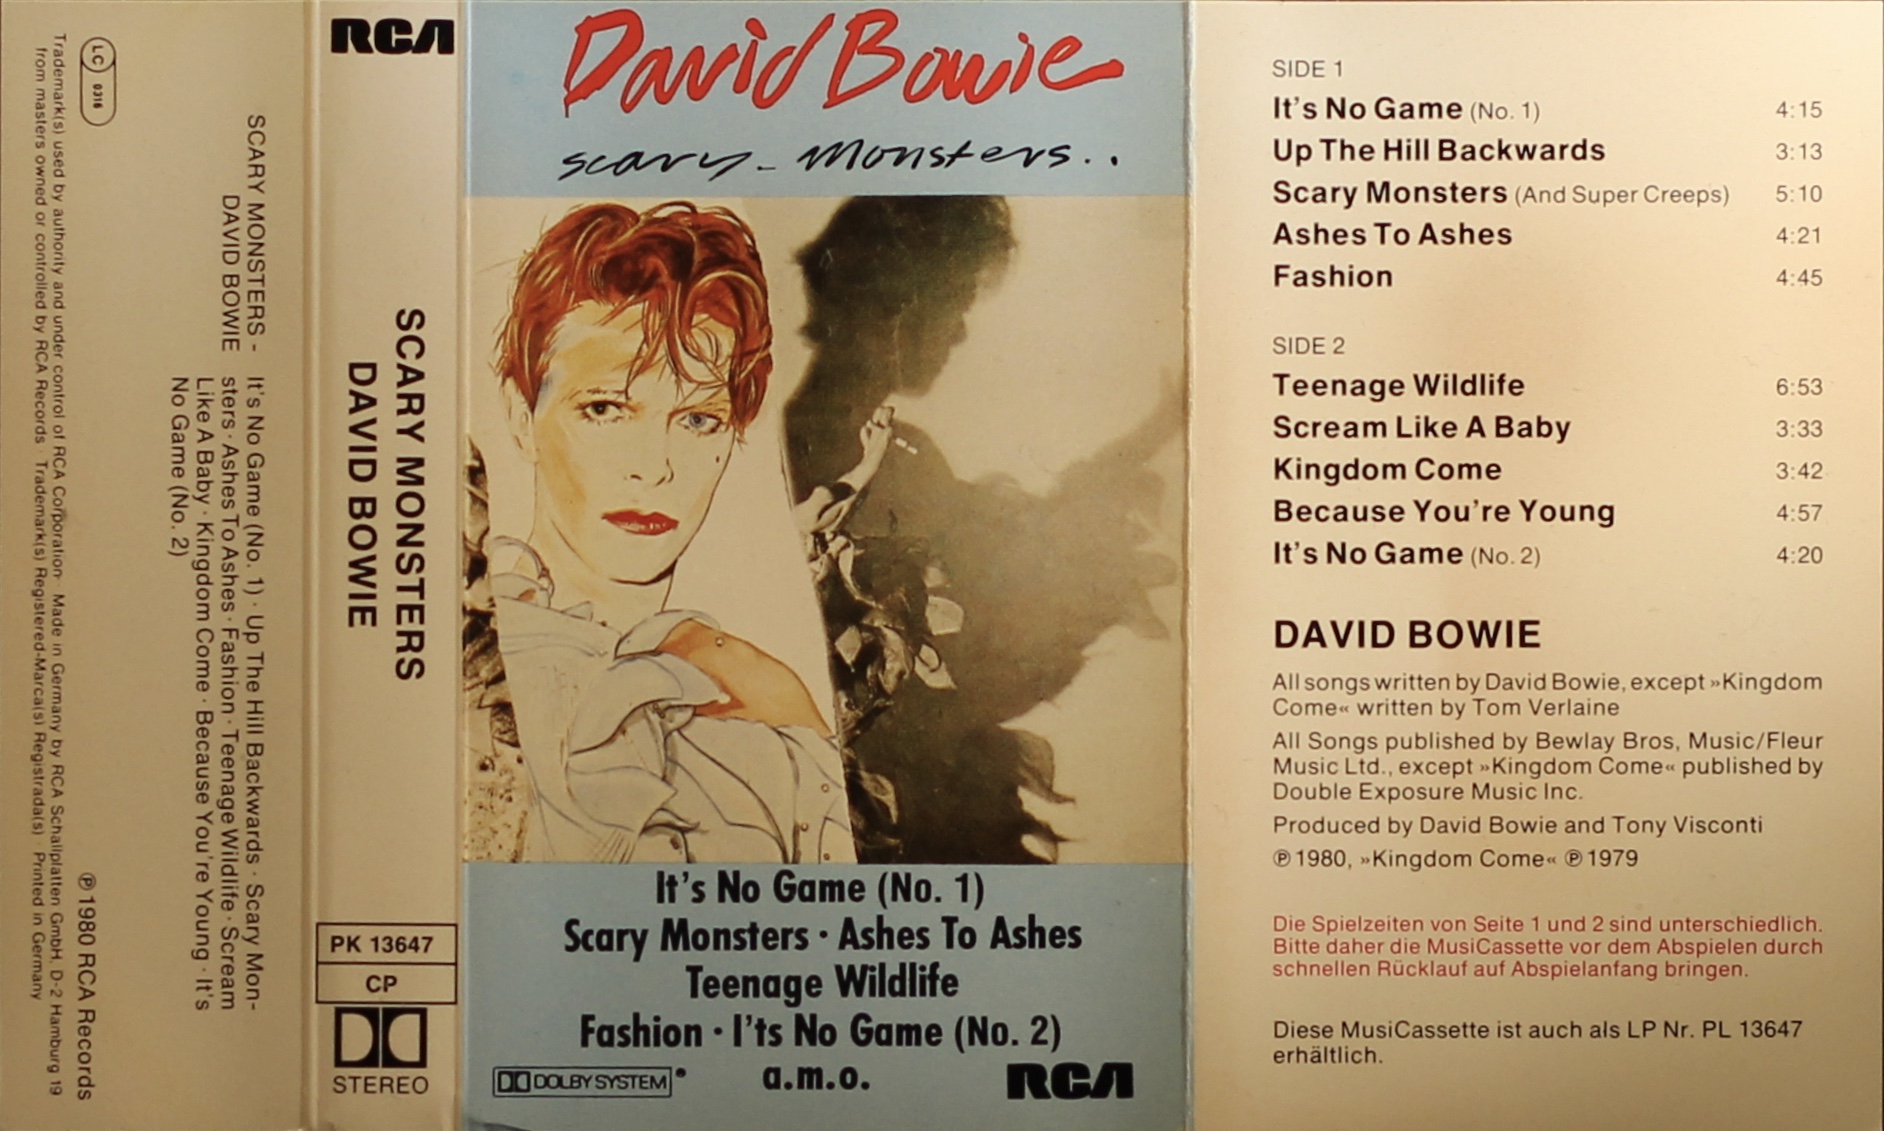 LC 0316
Trademark(s) used by authority and under control of RCA Corporation · Made in Germany by RCA Schallplatten GmbH. D-2 Hamburg 19
from masters owned or controlled by RCA Records · Trademark(s) Registered-Marca(s) Registrada(s) · Printed in Germany
SCARY MONSTERS -
DAVID BOWIE
It's No Game (No. 1) · Up The Hill Backwards · Scary Mon-
sters · Ashes To Ashes · Fashion · Teenage Wildlife · Scream
Like A Baby · Kingdom Come · Because You're Young · It's
No Game (No. 2)
℗ 1980 RCA Records
RCA
SCARY MONSTERS
DAVID BOWIE
PK 13647
CP
STEREO
David Bowie
scary_monsters..
It's No Game (No. 1)
Scary Monsters · Ashes To Ashes
Teenage Wildlife
Fashion · I'ts No Game (No. 2)
DOLBY SYSTEM
a.m.o.
RCA
SIDE 1
It's No Game (No. 1) 4:15
Up The Hill Backwards 3:13
Scary Monsters (And Super Creeps) 5:10
Ashes To Ashes 4:21
Fashion 4:45
SIDE 2
Teenage Wildlife 6:53
Scream Like A Baby 3:33
Kingdom Come 3:42
Because You're Young 4:57
It's No Game (No. 2) 4:20
DAVID BOWIE
All songs written by David Bowie, except »Kingdom
Come« written by Tom Verlaine
All Songs published by Bewlay Bros, Music/Fleur
Music Ltd., except »Kingdom Come« published by
Double Exposure Music Inc.
Produced by David Bowie and Tony Visconti
℗ 1980, »Kingdom Come« ℗ 1979
Die Spielzeiten von Seite 1 und 2 sind unterschiedlich.
Bitte daher die MusiCassette vor dem Abspielen durch
schnellen Rücklauf auf Abspielanfang bringen.
Diese MusiCassette ist auch als LP Nr. PL 13647
erhältlich.